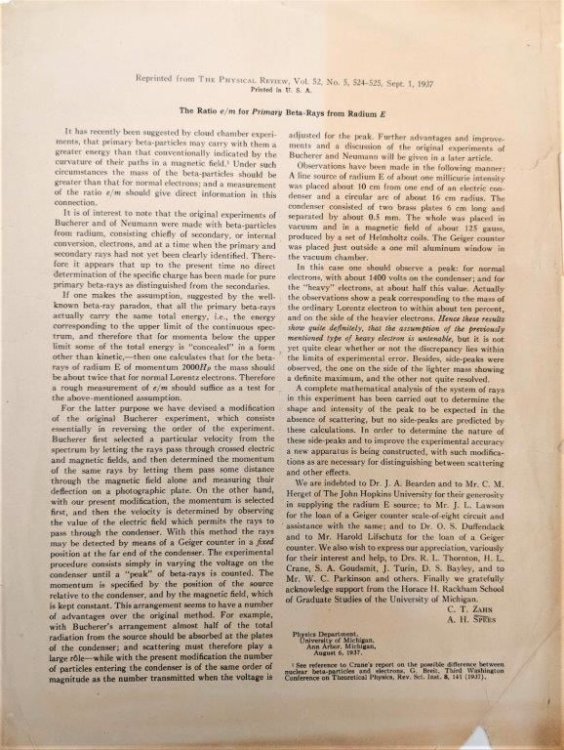 Reprinted from THE PHYSICAL REVIEW, Vol. 52, No. 5, 524-525, Sept. 1, 1937
Printed in U. S. A.
The Ratio e/m for Primary Beta-Rays from Radium E
It has recently been suggested by cloud chamber experi-
ments, that primary beta-particles may carry with them a
greater energy than that conventionally indicated by the
curvature of their paths in a magnetic field.¹ Under such
circumstances the mass of the beta-particles should be
greater than that for normal electrons; and a measurement
of the ratio e/m should give direct information in this
connection.
It is of interest to note that the original experiments of
Bucherer and of Neumann were made with beta-particles
from radium, consisting chiefly of secondary, or internal
conversion, electrons, and at a time when the primary and
secondary rays had not yet been clearly identified. There-
fore it appears that up to the present time no direct
determination of the specific charge has been made for pure
primary beta-rays as distinguished from the secondaries.
If one makes the assumption, suggested by the well-
known beta-ray paradox, that all the primary beta-rays
actually carry the same total energy, i.e., the energy
corresponding to the upper limit of the continuous spec-
trum, and therefore that for momenta below the upper
limit some of the total energy is "concealed" in a form
other than kinetic,—then one calculates that for the beta-
rays of radium E of momentum 2000Hρ the mass should
be about twice that for normal Lorentz electrons. Therefore
a rough measurement of e/m should suffice as a test for
the above-mentioned assumption.
For the latter purpose we have devised a modification
of the original Bucherer experiment, which consists
essentially in reversing the order of the experiment.
Bucherer first selected a particular velocity from the
spectrum by letting the rays pass through crossed electric
and magnetic fields, and then determined the momentum
of the same rays by letting them pass some distance
through the magnetic field alone and measuring their
deflection on a photographic plate. On the other hand,
with our present modification, the momentum is selected
first, and then the velocity is determined by observing
the value of the electric field which permits the rays to
pass through the condenser. With this method the rays
may be detected by means of a Geiger counter in a fixed
position at the far end of the condenser. The experimental
procedure consists simply in varying the voltage on the
condenser until a "peak" of beta-rays is counted. The
momentum is specified by the position of the source
relative to the condenser, and by the magnetic field, which
is kept constant. This arrangement seems to have a number
of advantages over the original method. For example,
with Bucherer's arrangement almost half of the total
radiation from the source should be absorbed at the plates
of the condenser; and scattering must therefore play a
large rôle—while with the present modification the number
of particles entering the condenser is of the same order of
magnitude as the number transmitted when the voltage is
adjusted for the peak. Further advantages and improve-
ments and a discussion of the original experiments of
Bucherer and Neumann will be given in a later article.
Observations have been made in the following manner:
A line source of radium E of about one millicurie intensity
was placed about 10 cm from one end of an electric con-
denser and a circular arc of about 16 cm radius. The
condenser consisted of two brass plates 6 cm long and
separated by about 0.5 mm. The whole was placed in
vacuum and in a magnetic field of about 125 gauss,
produced by a set of Helmholtz coils. The Geiger counter
was placed just outside a one mil aluminum window in
the vacuum chamber.
In this case one should observe a peak: for normal
electrons, with about 1400 volts on the condenser; and for
the "heavy" electrons, at about half this value. Actually
the observations show a peak corresponding to the mass of
the ordinary Lorentz electron to within about ten percent,
and on the side of the heavier electrons. Hence these results
show quite definitely, that the assumption of the previously
mentioned type of heavy electron is untenable, but it is not
yet quite clear whether or not the discrepancy lies within
the limits of experimental error. Besides, side-peaks were
observed, the one on the side of the lighter mass showing
a definite maximum, and the other not quite resolved.
A complete mathematical analysis of the system of rays
in this experiment has been carried out to determine the
shape and intensity of the peak to be expected in the
absence of scattering, but no side-peaks are predicted by
these calculations. In order to determine the nature of
these side-peaks and to improve the experimental accuracy
a new apparatus is being constructed, with such modifica-
tions as are necessary for distinguishing between scattering
and other effects.
We are indebted to Dr. J. A. Bearden and to Mr. C. M.
Herget of The John Hopkins University for their generosity
in supplying the radium E source; to Mr. J. L. Lawson
for the loan of a Geiger counter scale-of-eight circuit and
assistance with the same; and to Dr. O. S. Duffendack
and to Mr. Harold Lifschutz for the loan of a Geiger
counter. We also wish to express our appreciation, variously
for their interest and help, to Drs. R. L. Thornton, H. L.
Crane, S. A. Goudsmit, J. Turin, D. S. Bayley, and to
Mr. W. C. Parkinson and others. Finally we gratefully
acknowledge support from the Horace H. Rackham School
of Graduate Studies of the University of Michigan.
C. T. ZAHN
A. H. SPEES
Physics Department,
University of Michigan,
Ann Arbor, Michigan,
August 6, 1937.
¹ See reference to Crane's report on the possible difference between
nuclear beta-particles and electrons, G. Breit, Third Washington
Conference on Theoretical Physics, Rev. Sci. Inst. 8, 141 (1937).